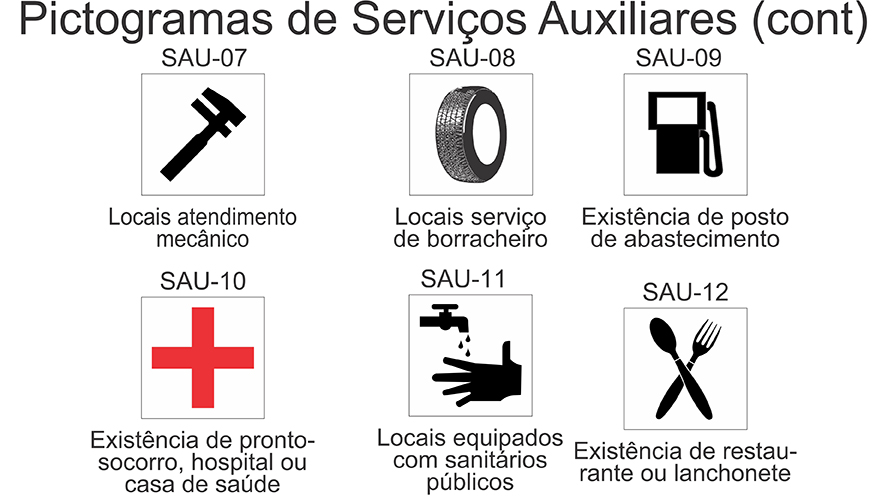 Pictogramas de Serviços Auxiliares (cont)
SAU-07
SAU-08
SAU-09
Locais atendimento
mecânico
Locais serviço
de borracheiro
Existência de posto
de abastecimento
SAU-10
SAU-11
SAU-12
Existência de pronto-
socorro, hospital ou
casa de saúde
Locais equipados
com sanitários
públicos
Existência de restau-
rante ou lanchonete